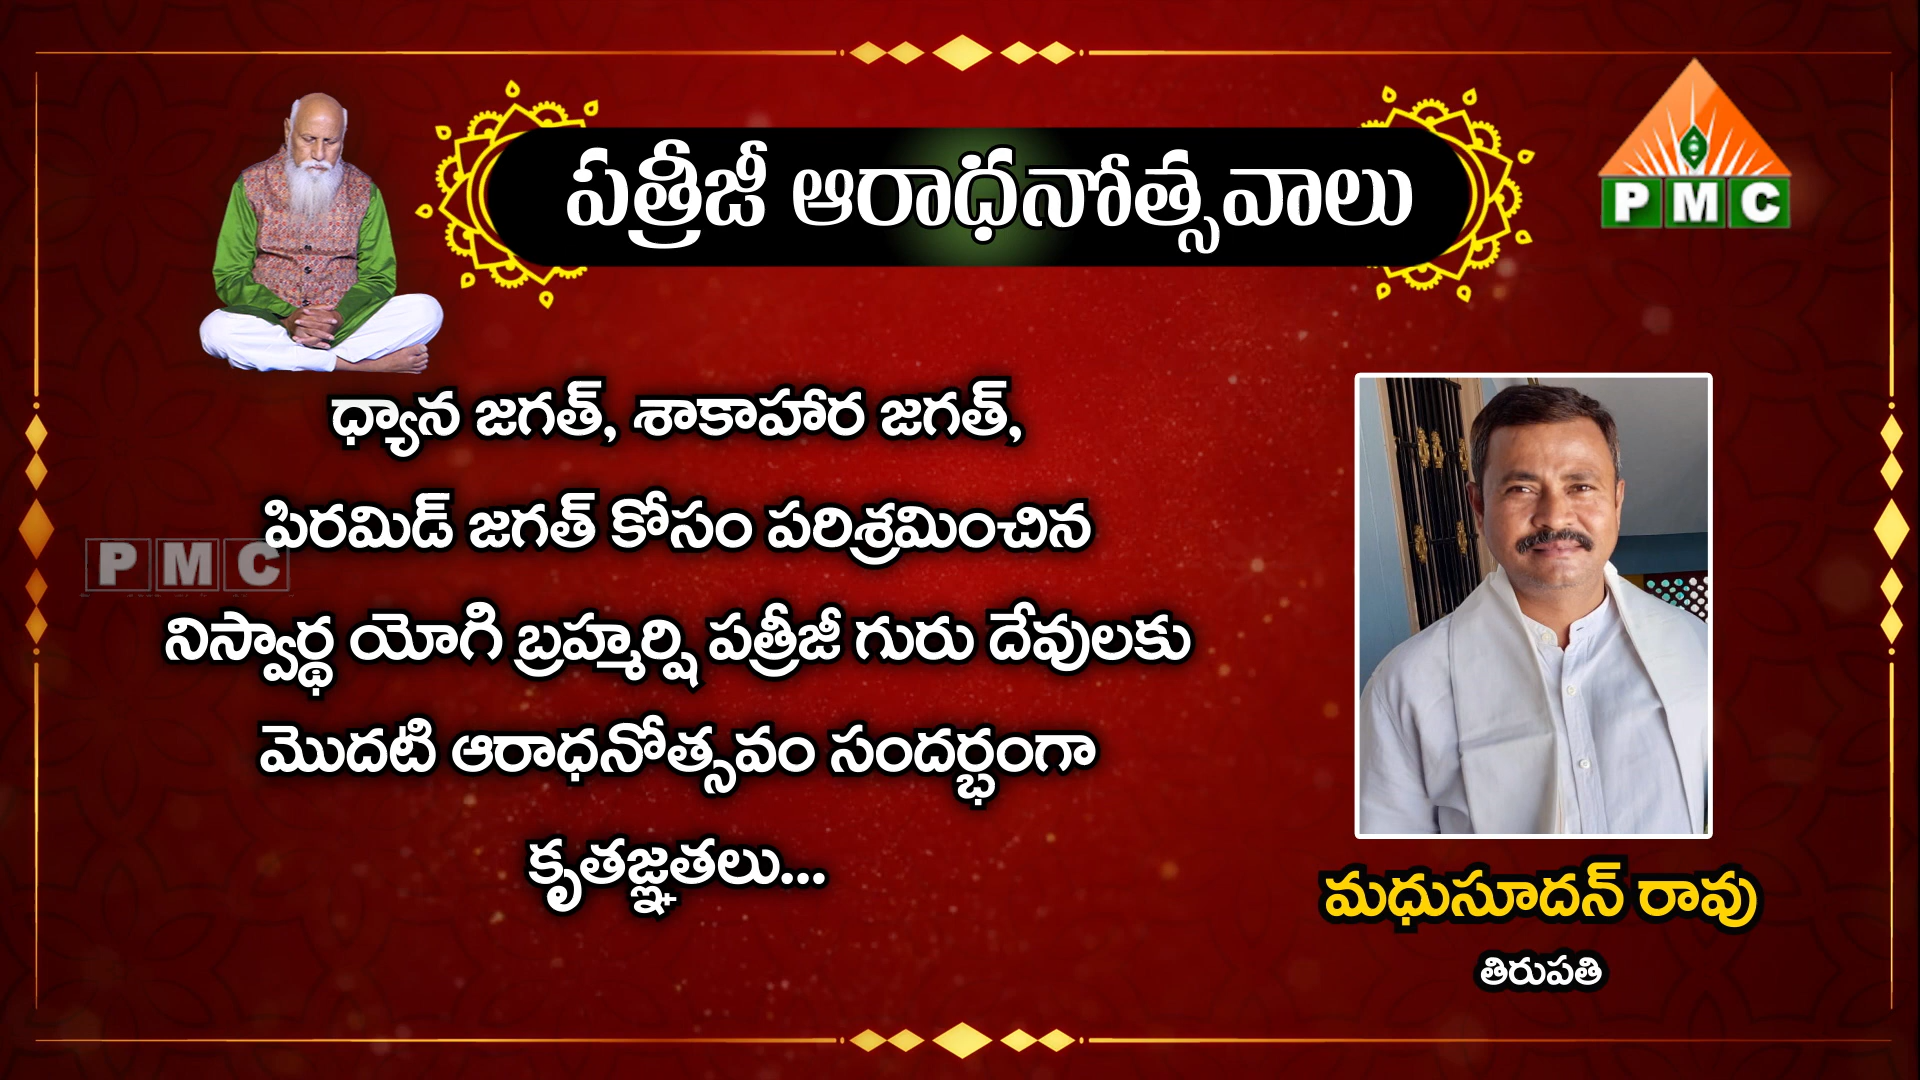 పత్రీజీ ఆరాధనోత్సవాలు
PMC
ధ్యాన జగత్, శాకాహార జగత్,
పిరమిడ్ జగత్ కోసం పరిశ్రమించిన
PMC
నిస్వార్థ యోగి బ్రహ్మర్షి పత్రీజీ గురు దేవులకు
మొదటి ఆరాధనోత్సవం సందర్భంగా
కృతజ్ఞతలు...
మధుసూదన్ రావు
తిరుపతి